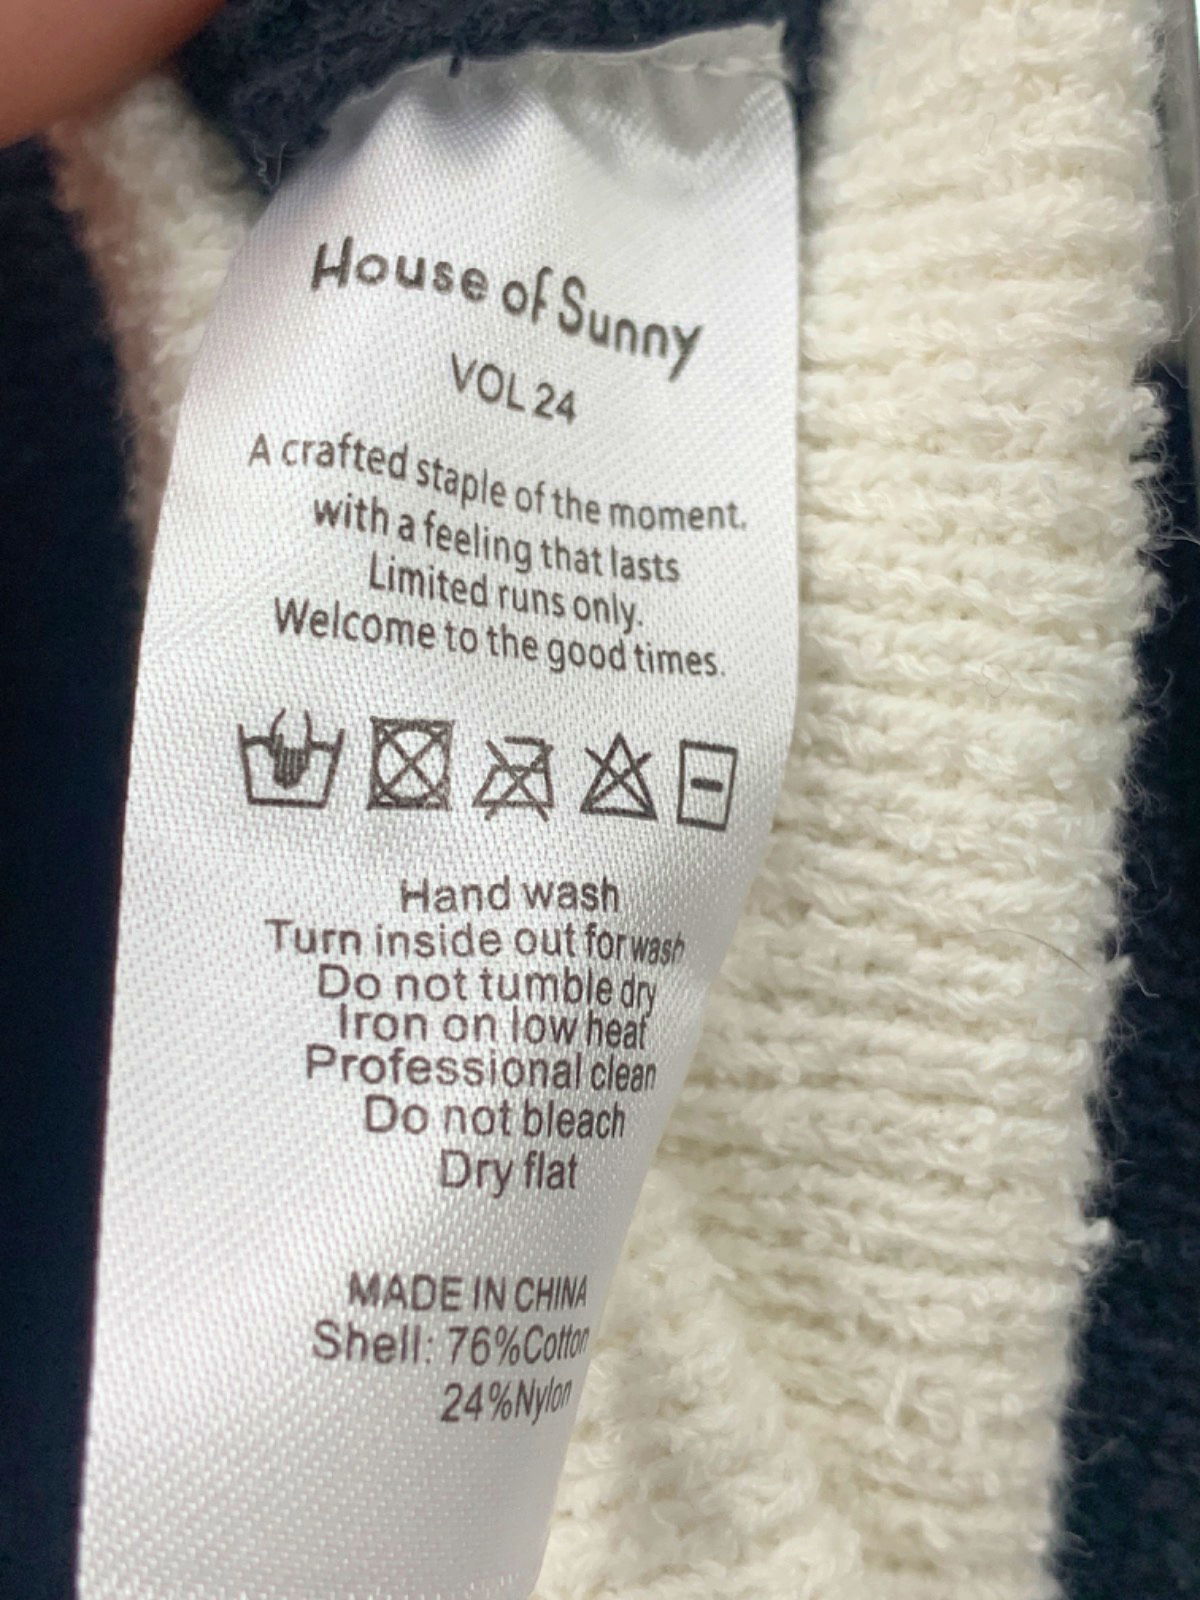 House of Sunny
VOL 24
A crafted staple of the moment.
with a feeling that lasts
Limited runs only.
Welcome to the good times.
Hand wash
Turn inside out for wash
Do not tumble dry
Iron on low heat
Professional clean
Do not bleach
Dry flat
MADE IN CHINA
Shell: 76%Cotton
24%Nylon